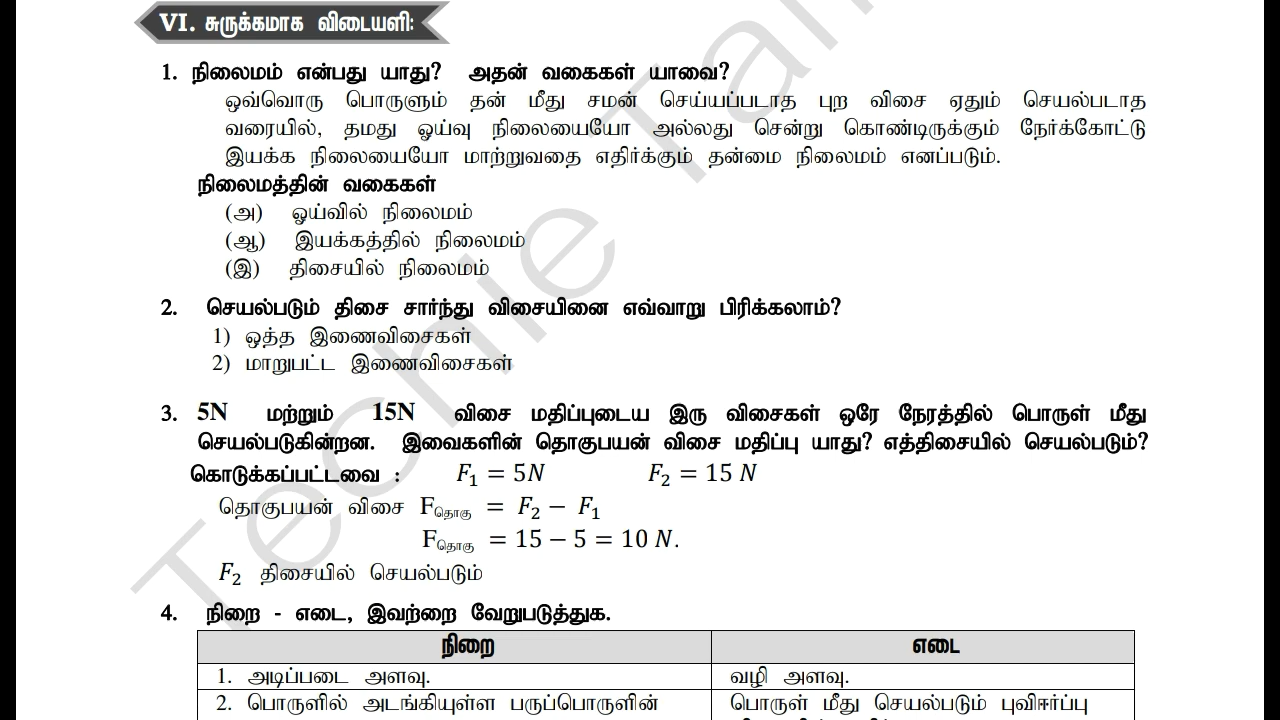 VI. சுருக்கமாக விடையளி:
1. நிலைமம் என்பது யாது? அதன் வகைகள் யாவை?
ஒவ்வொரு பொருளும் தன் மீது சமன் செய்யப்படாத புற விசை ஏதும் செயல்படாத
வரையில், தமது ஓய்வு நிலையையோ அல்லது சென்று கொண்டிருக்கும் நேர்க்கோட்டு
இயக்க நிலையையோ மாற்றுவதை எதிர்க்கும் தன்மை நிலைமம் எனப்படும்.
நிலைமத்தின் வகைகள்
(அ) ஓய்வில் நிலைமம்
(ஆ) இயக்கத்தில் நிலைமம்
(இ) திசையில் நிலைமம்
2. செயல்படும் திசை சார்ந்து விசையினை எவ்வாறு பிரிக்கலாம்?
1) ஒத்த இணைவிசைகள்
2) மாறுபட்ட இணைவிசைகள்
3. 5N மற்றும் 15N விசை மதிப்புடைய இரு விசைகள் ஒரே நேரத்தில் பொருள் மீது
செயல்படுகின்றன. இவைகளின் தொகுபயன் விசை மதிப்பு யாது? எத்திசையில் செயல்படும்?
கொடுக்கப்பட்டவை : F₁ = 5N F₂ = 15 N
தொகுபயன் விசை Fதொகு = F₂ − F₁
Fதொகு = 15 − 5 = 10 N.
F₂ திசையில் செயல்படும்
4. நிறை - எடை, இவற்றை வேறுபடுத்துக.
நிறை எடை
1. அடிப்படை அளவு. வழி அளவு.
2. பொருளில் அடங்கியுள்ள பருப்பொருளின் பொருள் மீது செயல்படும் புவிஈர்ப்பு